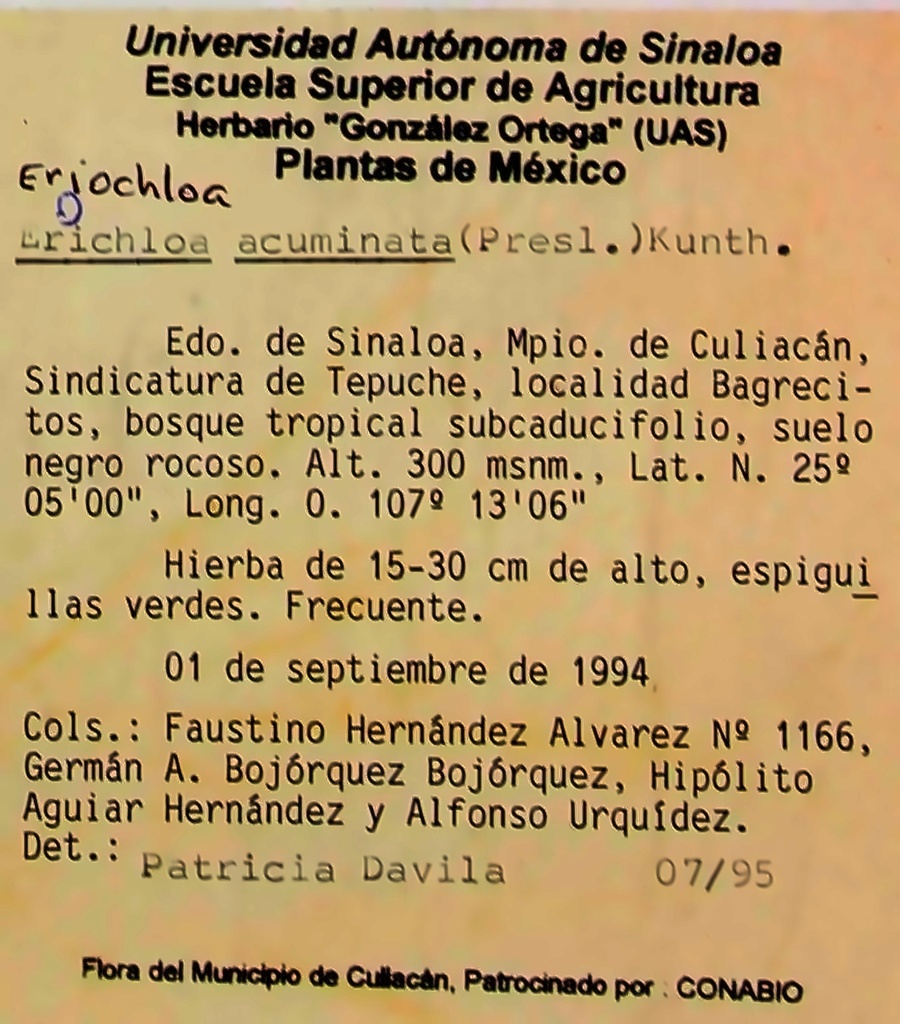 Universidad Autónoma de Sinaloa
Escuela Superior de Agricultura
Herbario "González Ortega" (UAS)
Plantas de México
Eriochloa
Erichloa acuminata(Presl.)Kunth.
Edo. de Sinaloa, Mpio. de Culiacán,
Sindicatura de Tepuche, localidad Bagreci-
tos, bosque tropical subcaducifolio, suelo
negro rocoso. Alt. 300 msnm., Lat. N. 25º
05'00", Long. O. 107º 13'06"
Hierba de 15-30 cm de alto, espigui
llas verdes. Frecuente.
01 de septiembre de 1994.
Cols.: Faustino Hernández Alvarez Nº 1166,
Germán A. Bojórquez Bojórquez, Hipólito
Aguiar Hernández y Alfonso Urquídez.
Det.: Patricia Davila 07/95
Flora del Municipio de Culiacán, Patrocinado por : CONABIO